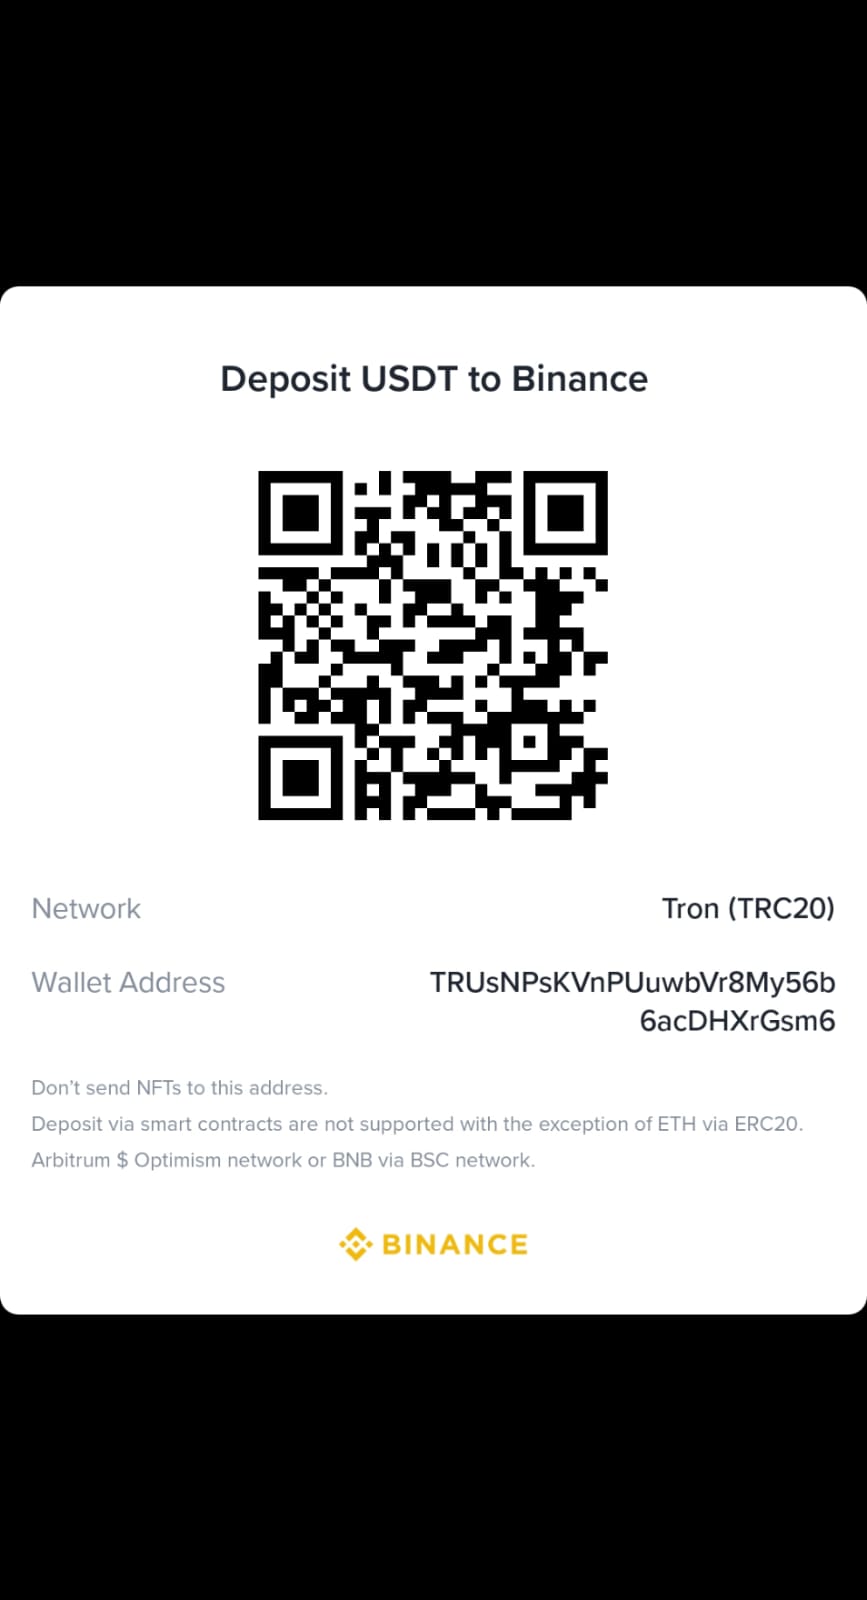 Deposit USDT to Binance
Network
Tron (TRC20)
Wallet Address
TRUsNPsKVnPUuwbVr8My56b
6acDHXrGsm6
Don't send NFTs to this address.
Deposit via smart contracts are not supported with the exception of ETH via ERC20.
Arbitrum $ Optimism network or BNB via BSC network.
BINANCE